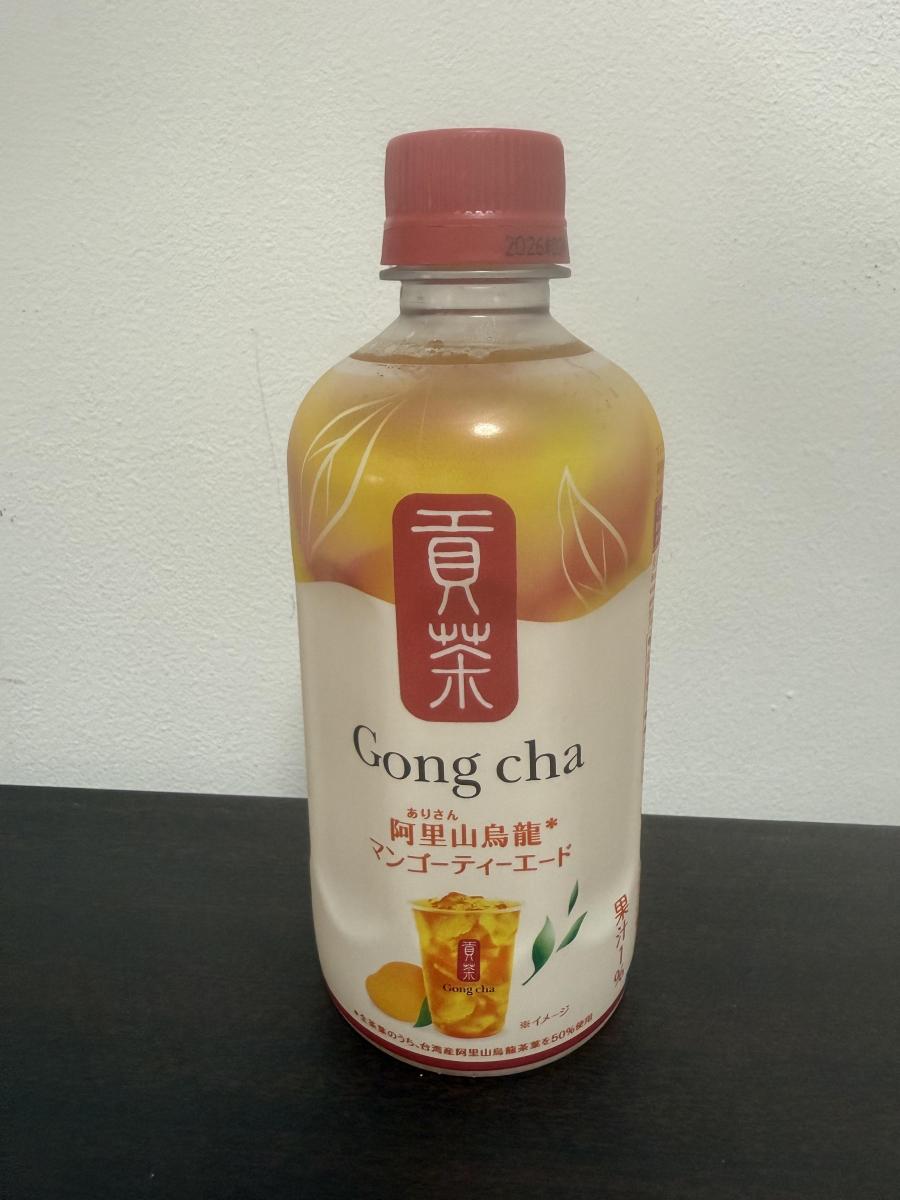 2026
貢茶
Gong cha
ありさん
阿里山烏龍*
マンゴーティーエード
貢茶
Gong cha
果汁1%
※イメージ
*全茶葉のうち、台湾産阿里山烏龍茶葉を50%使用